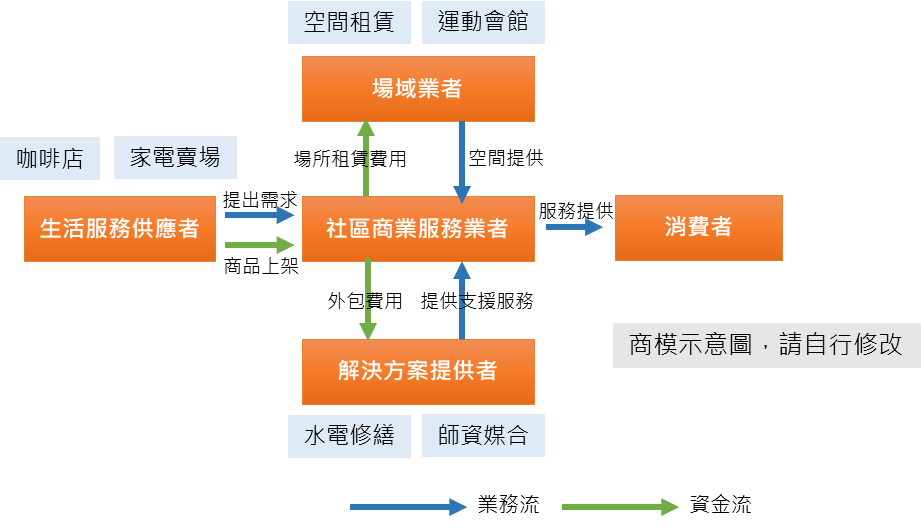 空間租賃
運動會館
場域業者
咖啡店
家電賣場
場所租賃費用
空間提供
生活服務供應者
提出需求
商品上架
社區商業服務業者
服務提供
消費者
外包費用
提供支援服務
商模示意圖，請自行修改
解決方案提供者
水電修繕
師資媒合
業務流
資金流